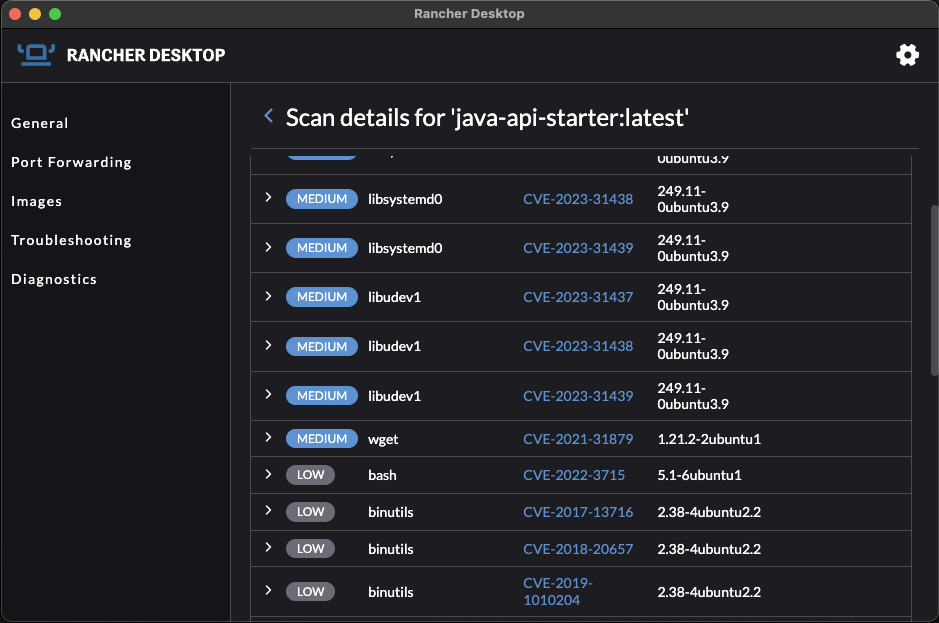 Rancher Desktop
RANCHER DESKTOP
General
Port Forwarding
Images
Troubleshooting
Diagnostics
Scan details for 'java-api-starter:latest'
0ubuntu3.9
MEDIUM libsystemd0 CVE-2023-31438 249.11-
0ubuntu3.9
MEDIUM libsystemd0 CVE-2023-31439 249.11-
0ubuntu3.9
MEDIUM libudev1 CVE-2023-31437 249.11-
0ubuntu3.9
MEDIUM libudev1 CVE-2023-31438 249.11-
0ubuntu3.9
MEDIUM libudev1 CVE-2023-31439 249.11-
0ubuntu3.9
MEDIUM wget CVE-2021-31879 1.21.2-2ubuntu1
LOW bash CVE-2022-3715 5.1-6ubuntu1
LOW binutils CVE-2017-13716 2.38-4ubuntu2.2
LOW binutils CVE-2018-20657 2.38-4ubuntu2.2
LOW binutils CVE-2019-
1010204 2.38-4ubuntu2.2